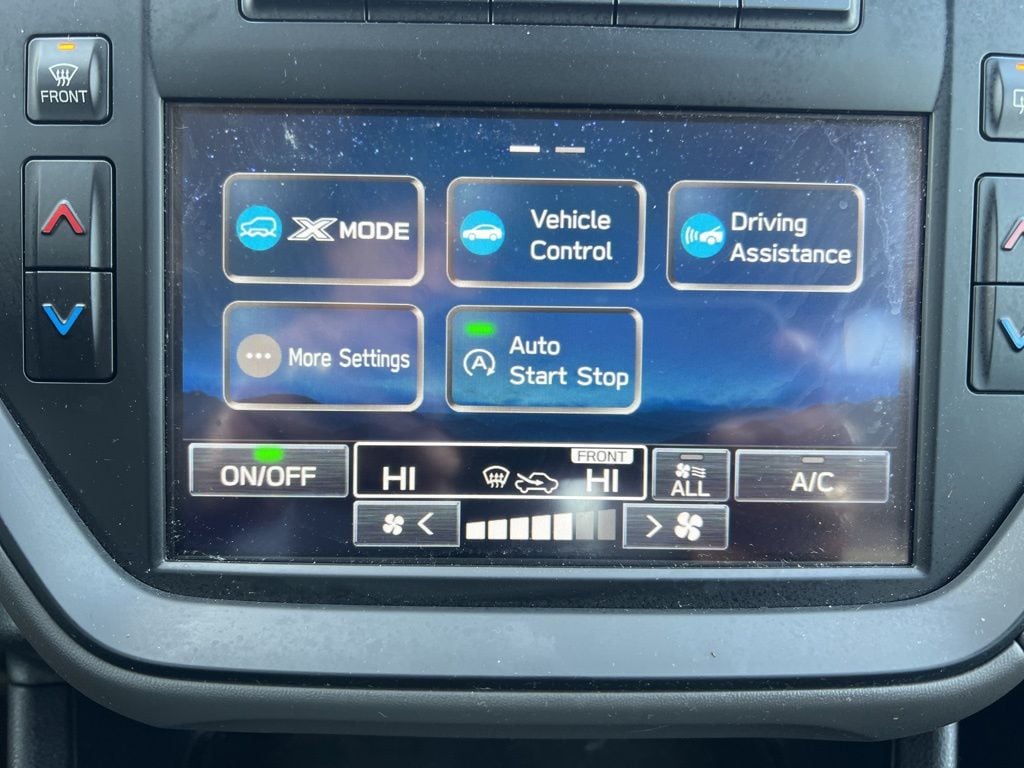 FRONT
X MODE
Vehicle
Control
Driving
Assistance
More Settings
A
Auto
Start Stop
ON/OFF
HI
FRONT
HI
ALL
A/C